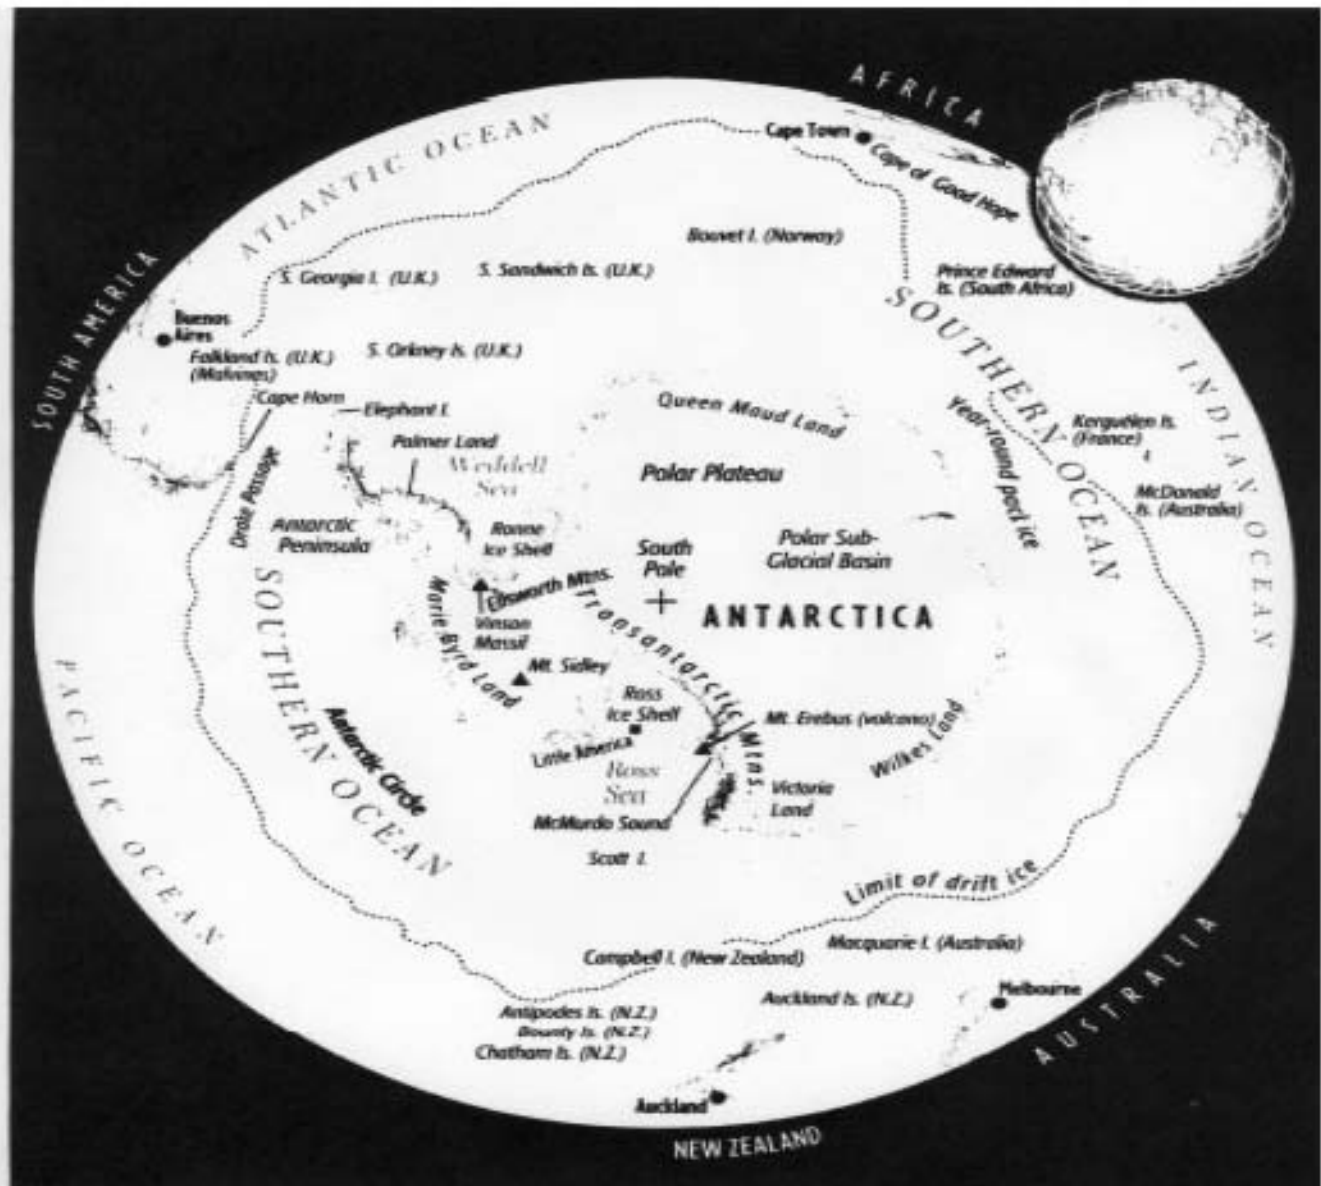 AFRICA
ATLANTIC OCEAN
Cape Town
Cape of Good Hope
Bouvet I. (Norway)
S. Georgia I. (U.K.)
S. Sandwich Is. (U.K.)
Prince Edward
Is. (South Africa)
SOUTH AMERICA
Buenos
Aires
Falkland Is. (U.K.)
(Malvinas)
S. Orkney Is. (U.K.)
SOUTHERN OCEAN
INDIAN OCEAN
Cape Horn
Elephant I.
Queen Maud Land
Year-round pack ice
Kerguelen Is.
(France)
Palmer Land
Weddell
Sea
Polar Plateau
McDonald
Is. (Australia)
Drake Passage
Antarctic
Peninsula
Ronne
Ice Shelf
South
Pole
Polar Sub-
Glacial Basin
Ellsworth Mtns.
ANTARCTICA
Vinson
Massif
Marie Byrd Land
Transantarctic Mtns.
Mt. Sidley
SOUTHERN OCEAN
PACIFIC OCEAN
Ross
Ice Shelf
Mt. Erebus (volcano)
Wilkes Land
Antarctic Circle
Little America
Ross
Sea
Victoria
Land
McMurdo Sound
Scott I.
Limit of drift ice
Campbell I. (New Zealand)
Macquarie I. (Australia)
Auckland Is. (N.Z.)
Melbourne
AUSTRALIA
Antipodes Is. (N.Z.)
Bounty Is. (N.Z.)
Chatham Is. (N.Z.)
Auckland
NEW ZEALAND